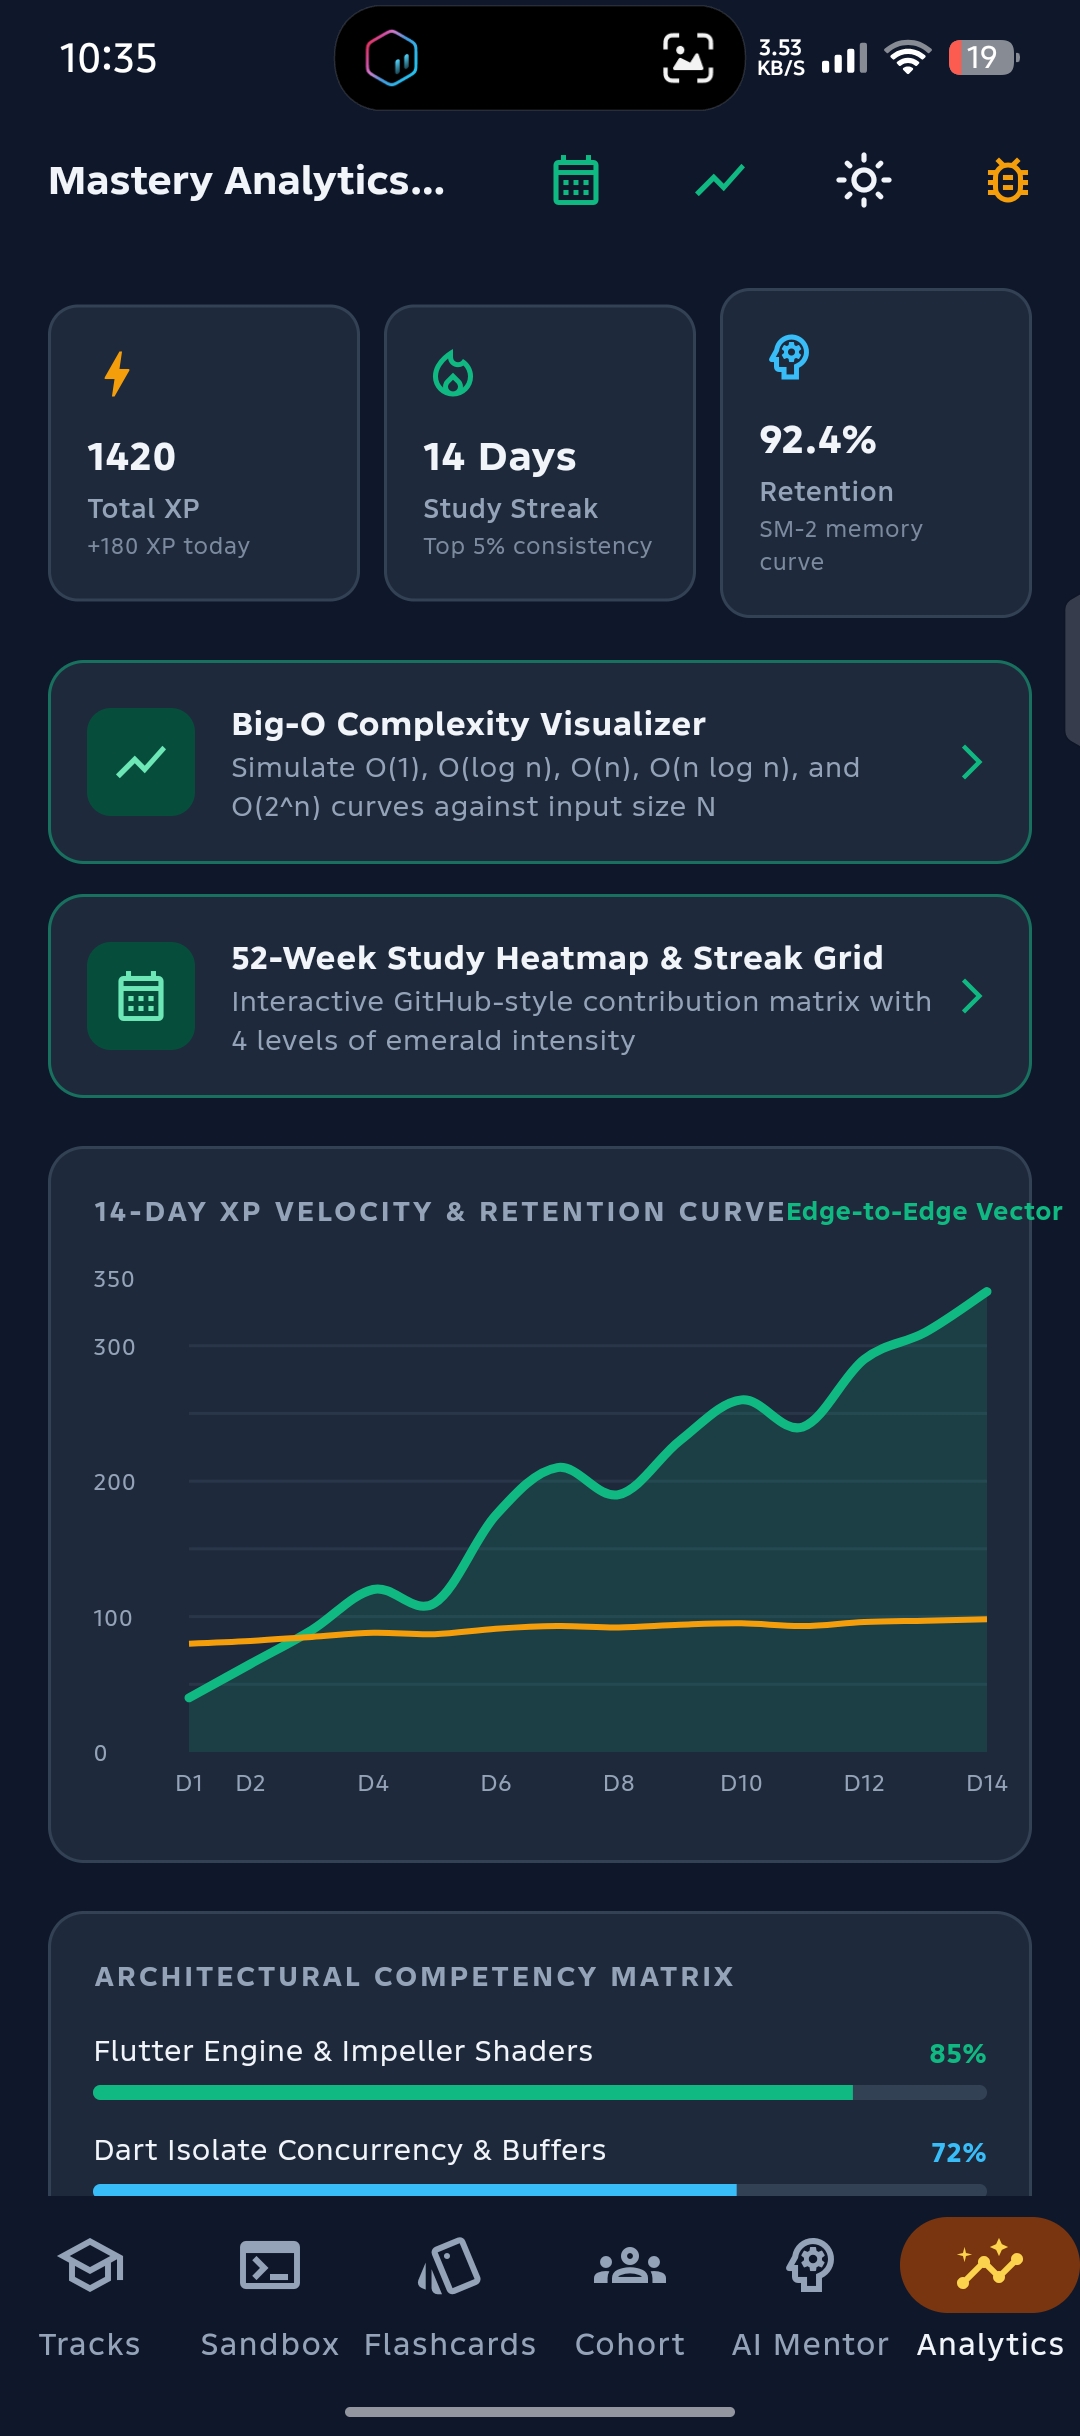 10:35
3.53
KB/S
19
Mastery Analytics...
1420
Total XP
+180 XP today
14 Days
Study Streak
Top 5% consistency
92.4%
Retention
SM-2 memory
curve
Big-O Complexity Visualizer
Simulate O(1), O(log n), O(n), O(n log n), and
O(2^n) curves against input size N
52-Week Study Heatmap & Streak Grid
Interactive GitHub-style contribution matrix with
4 levels of emerald intensity
14-DAY XP VELOCITY & RETENTION CURVE Edge-to-Edge Vector
350
300
200
100
0
D1 D2 D4 D6 D8 D10 D12 D14
ARCHITECTURAL COMPETENCY MATRIX
Flutter Engine & Impeller Shaders 85%
Dart Isolate Concurrency & Buffers 72%
Tracks Sandbox Flashcards Cohort AI Mentor Analytics